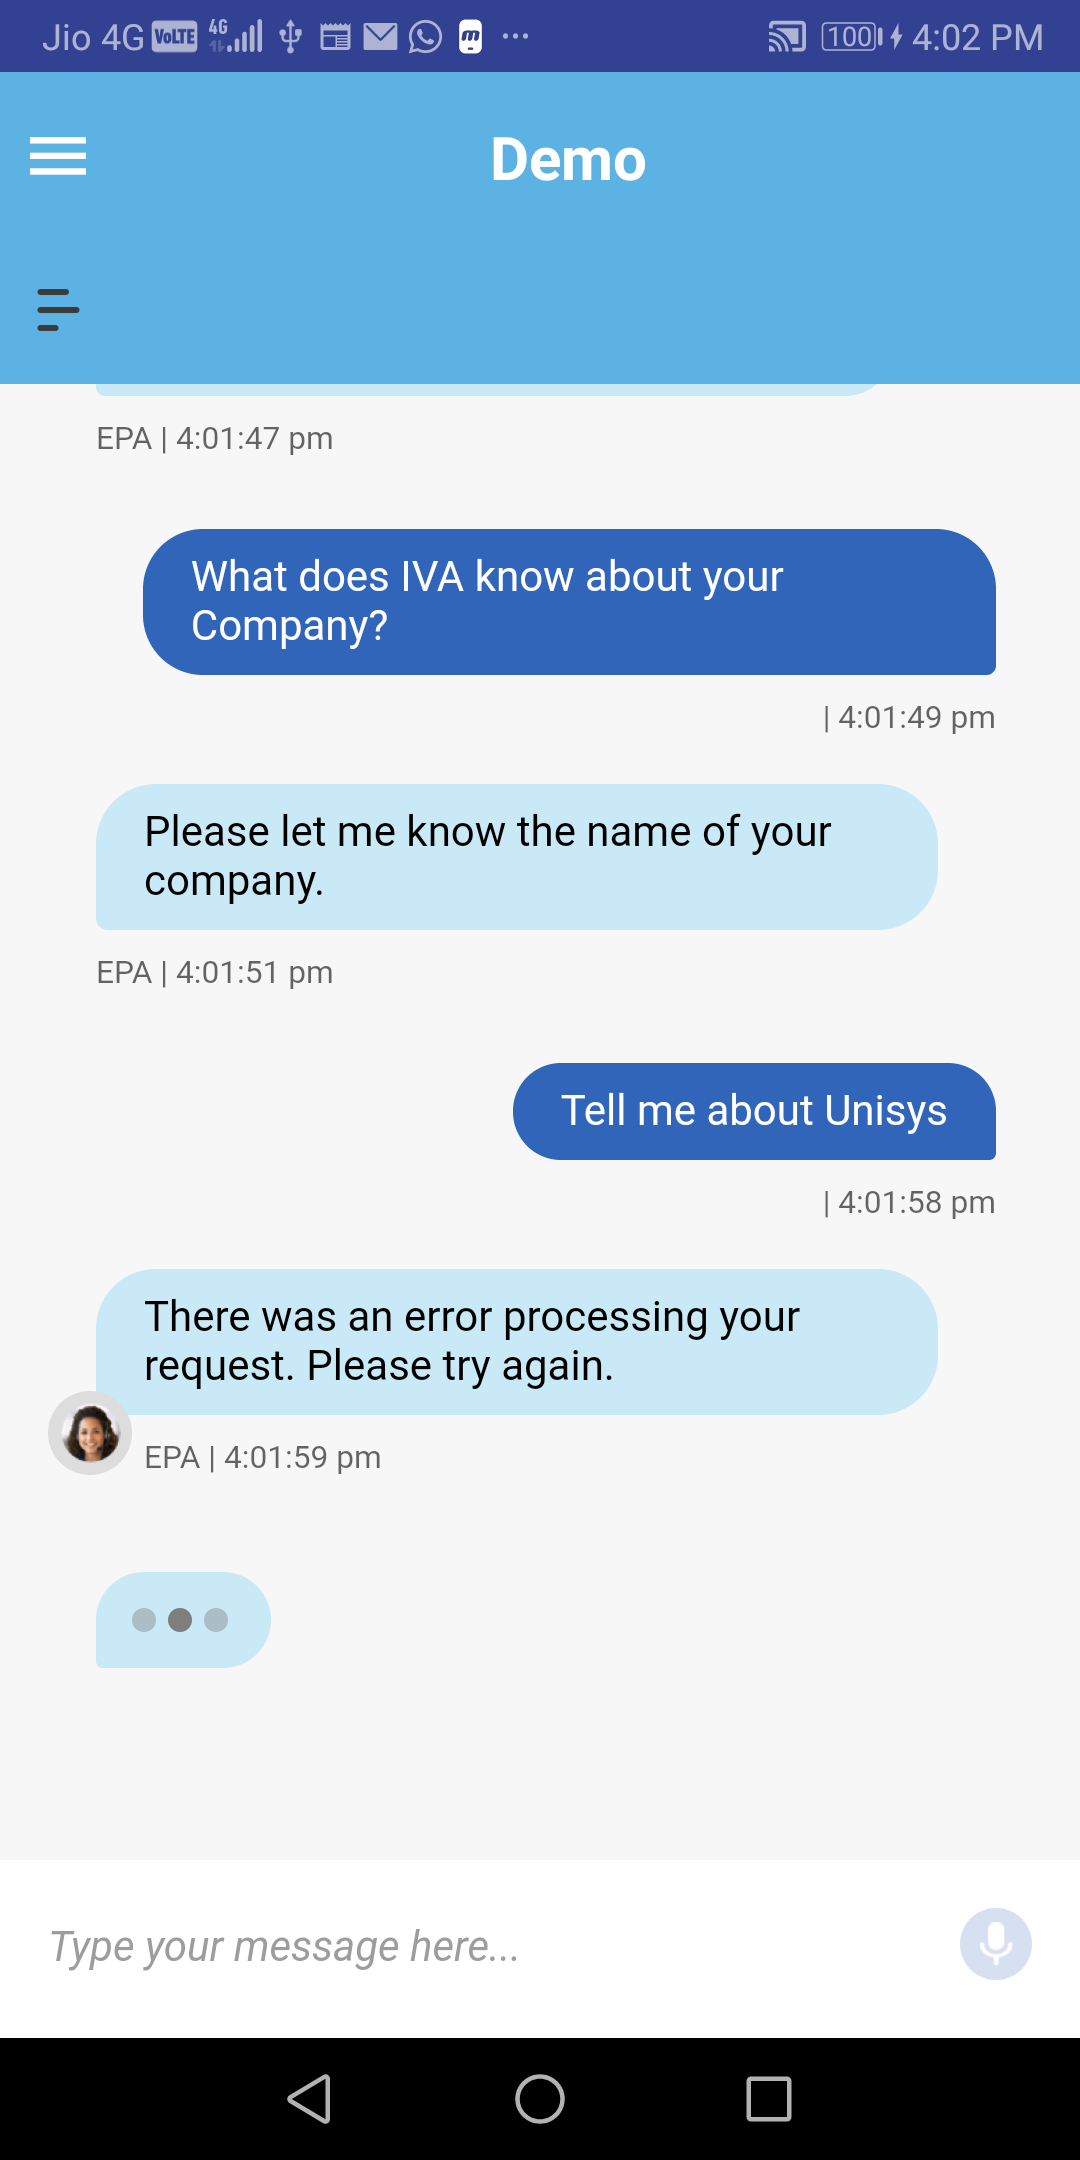 Jio 4G VoLTE 4G 100 4:02 PM
Demo
EPA | 4:01:47 pm
What does IVA know about your
Company?
| 4:01:49 pm
Please let me know the name of your
company.
EPA | 4:01:51 pm
Tell me about Unisys
| 4:01:58 pm
There was an error processing your
request. Please try again.
EPA | 4:01:59 pm
Type your message here...